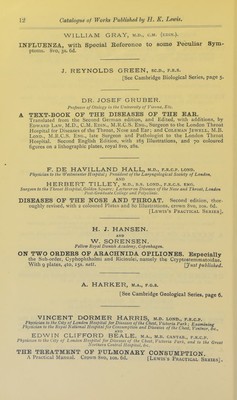 12 Catalogue of Works Published by H. K. Lewis.
WILLIAM GRAY, M.D., C.M. (EDIN.).
INFLUENZA, with Special Reference to some Peculiar Sym-
ptoms. 8vo, 3s. 6d.
J. REYNOLDS GREEN, SC.D., F.R.S.
[See Cambridge Biological Series, page 5.
DR. JOSEF GRUBER.
Professor of Otology in the University of Vienna, Etc.
A TEXT-BOOK OF THE DISEASES OF THE EAR.
Translated from the Second German edition, and Edited, with additions, by
EDWARD LAW, M.D., C.M. EDIN., M.R.C.S. ENG., Surgeon to the London Throat
Hospital for Diseases of the Throat, Nose and Ear; and COLEMAN JEWELL, M.B.
LOND., M.R.C.S. ENG., late Surgeon and Pathologist to the London Throat
Hospital. Second English Edition, with 165 Illustrations, and 70 coloured
figures on 2 lithographic plates, royal 8vo, 28s.
F. DE HAVILLAND HALL, M.D., F.R.C.P. LOND.
Physician to the Westminster Hospital; President of the Laryngological Society of London.
AND
HERBERT TILLEY, M.D., B.S. LOND., F.R.C.S. ENG.
Surgeon to the Throat Hospital, Golden Square; Lecturer on Diseases of the Nose and Throat, London
Post-Graduate College and Polyclinic.
DISEASES OF THE NOSE AND THROAT. Second edition, thor-
oughly revised, with 2 coloured Plates and 80 Illustrations, crown 8vo, 10s. 6d.
[LEWIS'S PRACTICAL SERIES].
H. J. HANSEN.
AND
W. SORENSEN.
Fellow Royal Danish Academy, Copenhagen.
ON TWO ORDERS OF ARACHNIDA OPILIONES. Especially
the Sub-order, Cyphophthalmi and Ricinulei, namely the Cryptostemmatoidae.
With 9 plates, 4to, 15s. nett. [Just published.
A. HARKER, M.A., F.G.S.
[See Cambridge Geological Series, page 6.
VINCENT DORMER HARRIS, M.D. LOND., F.R.C.P.
Physician to the City of London Hospital for Diseases of the Chest, Victoria Park; Examining
Physician to the Royal National Hospital for Consumption and Diseases of the Chest, Ventnor, &c.,
AND
EDWIN CLIFFORD BEALE, M.A., M.B. CANTAB., F.R.C.P.
Physician to the City of London Hospital for Diseases of the Chest, Victoria Park, and to the Great
Northern Central Hospital, &c.
THE TREATMENT OF PULMONARY CONSUMPTION.
A Practical Manual. Crown 8vo, 10s. 6d. [LEWIS'S PRACTICAL SERIES].